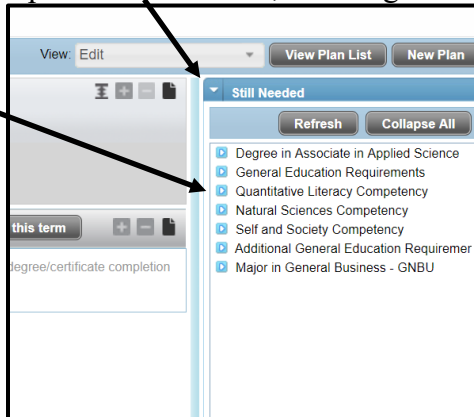 View: Edit View Plan List New Plan
Still Needed
Refresh Collapse All
Degree in Associate in Applied Science
General Education Requirements
Quantitative Literacy Competency
Natural Sciences Competency
Self and Society Competency
Additional General Education Requiremer
Major in General Business - GNBU
this term
degree/certificate completion